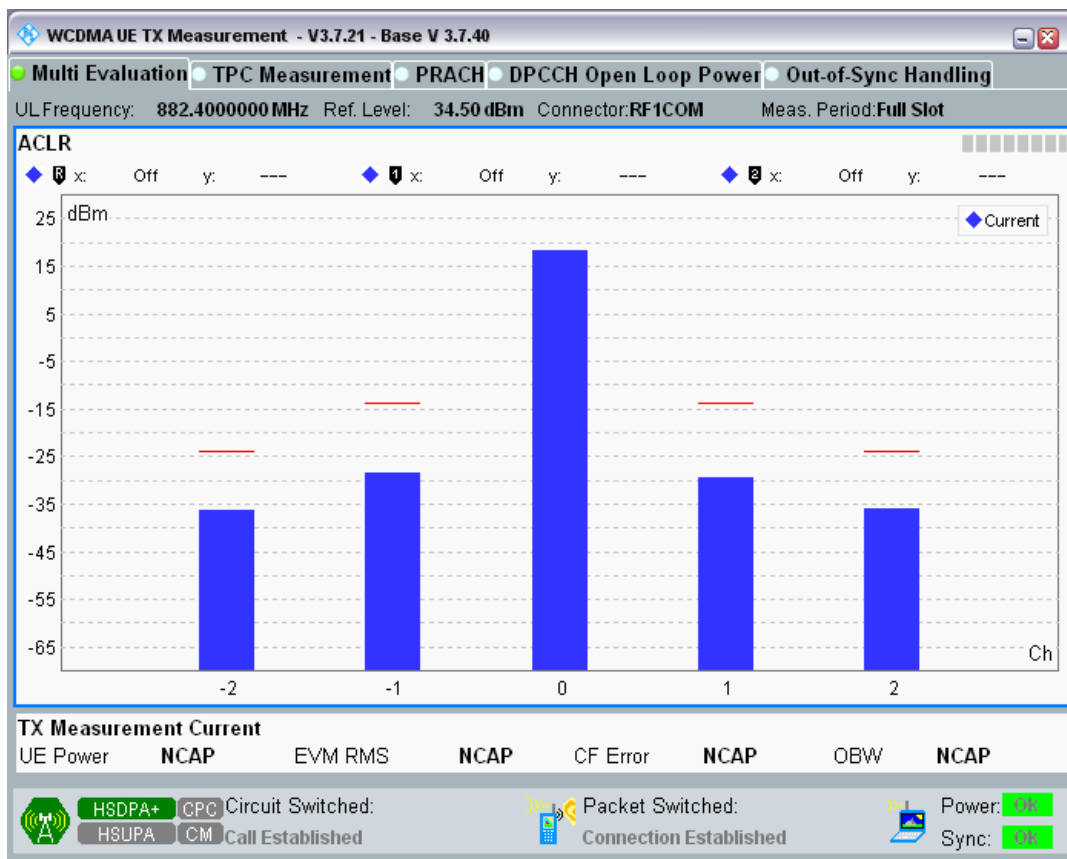 WCDMA UE TX Measurement - V3.7.21 - Base V 3.7.40
Multi Evaluation TPC Measurement PRACH DPCCH Open Loop Power Out-of-Sync Handling
UL Frequency: 882.4000000 MHz Ref. Level: 34.50 dBm Connector:RF1COM Meas. Period:Full Slot
ACLR
R x: Off y: --- 1 x: Off y: --- 2 x: Off y: ---
dBm
Current
25
15
5
-5
-15
-25
-35
-45
-55
-65
Ch
-2 -1 0 1 2
TX Measurement Current
UE Power NCAP EVM RMS NCAP CF Error NCAP OBW NCAP
HSDPA+ CPC Circuit Switched: Packet Switched: Power: OK
HSUPA CM Call Established Connection Established Sync: OK